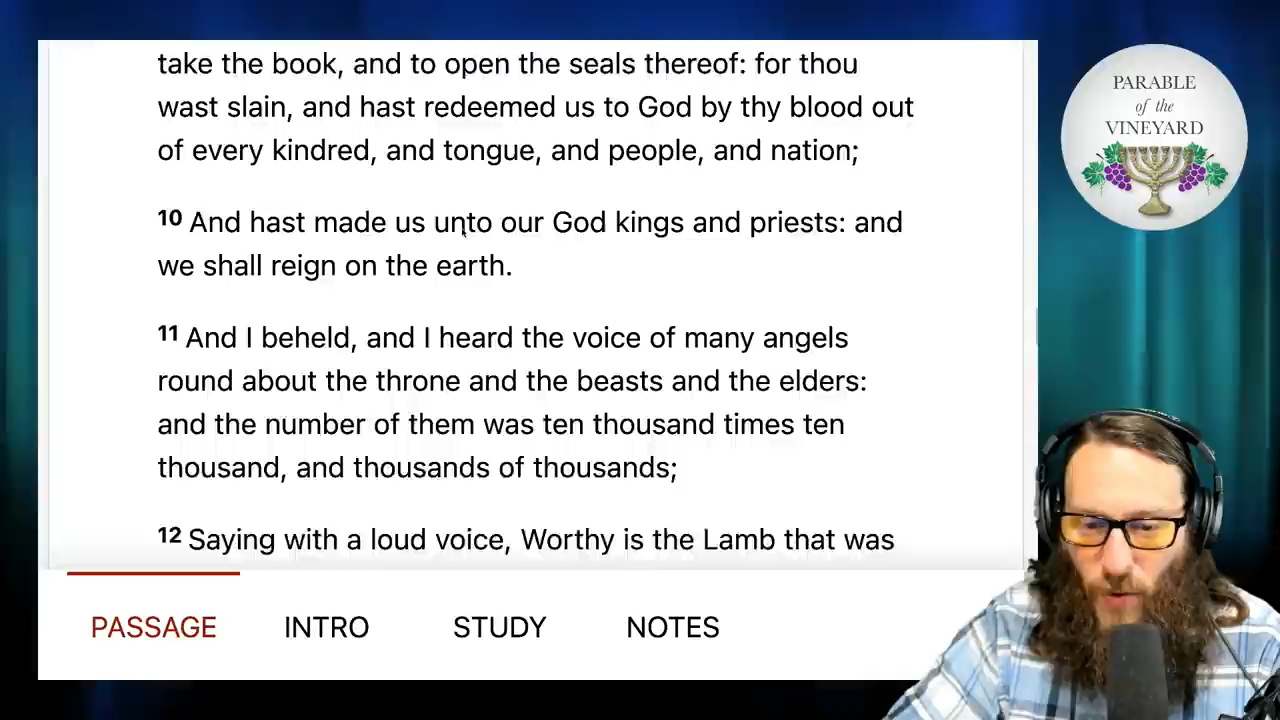 take the book, and to open the seals thereof: for thou
wast slain, and hast redeemed us to God by thy blood out
of every kindred, and tongue, and people, and nation;
10 And hast made us unto our God kings and priests: and
we shall reign on the earth.
11 And I beheld, and I heard the voice of many angels
round about the throne and the beasts and the elders:
and the number of them was ten thousand times ten
thousand, and thousands of thousands;
12 Saying with a loud voice, Worthy is the Lamb that was
PASSAGE INTRO STUDY NOTES
PARABLE
of the
VINEYARD